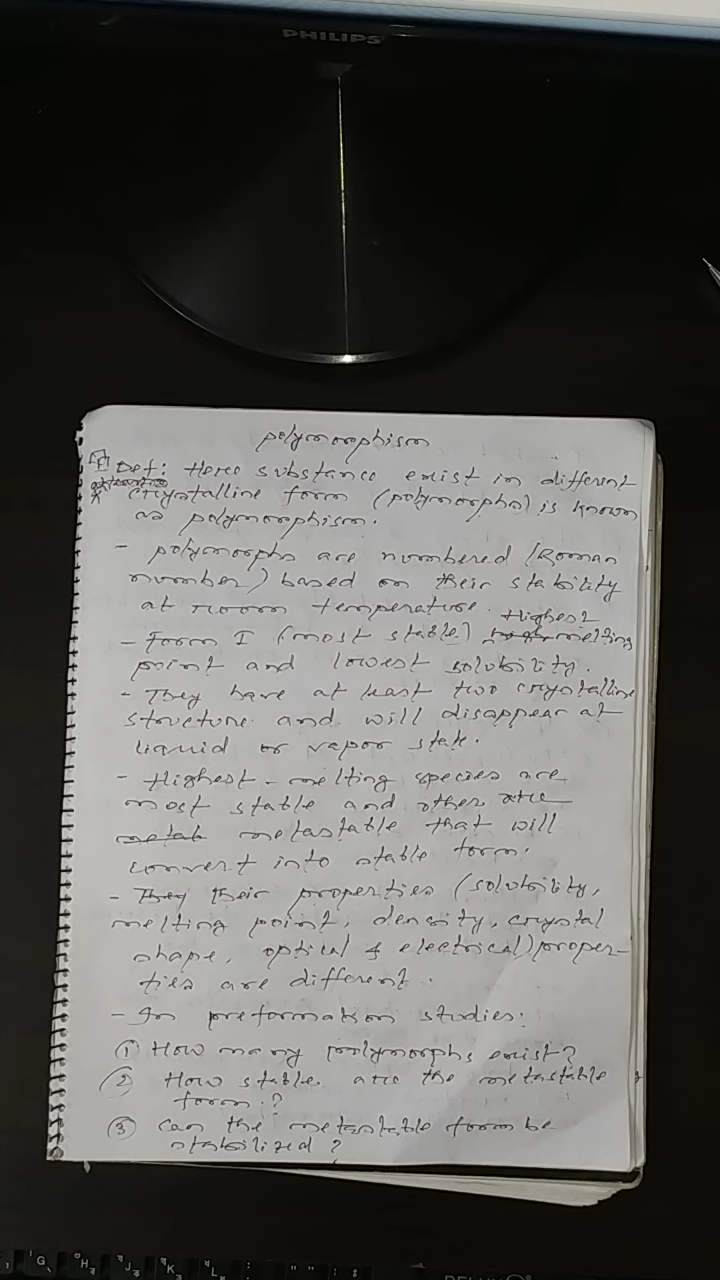 PHILIPS
polymorphism
Def: Here substance exist in different
crystalline form (polymorphs) is known
as polymorphism.
- polymorphs are numbered (Roman
number) based on their stability
at room temperature.
- Form I (most stable) Highest melting
point and lowest solubility.
- They have at least two crystalline
structure and will disappear at
liquid or vapor state.
- Highest-melting species are
most stable and others are
metab metastable that will
convert into stable form.
- They their properties (solubility,
melting point, density, crystal
shape, optical & electrical) proper-
ties are different.
- In preformation studies:
① How many polymorphs exist?
② How stable are the metastable
form?
③ Can the metastable form be
stabilized?
G H J K L